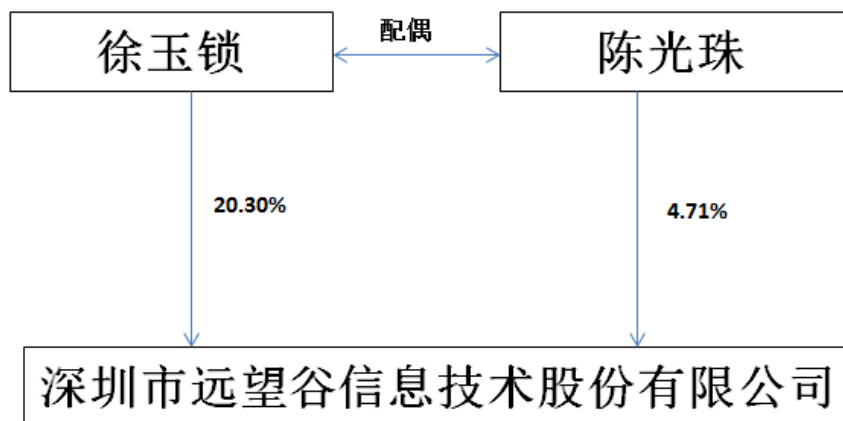 徐玉锁
配偶
陈光珠
20.30%
4.71%
深圳市远望谷信息技术股份有限公司